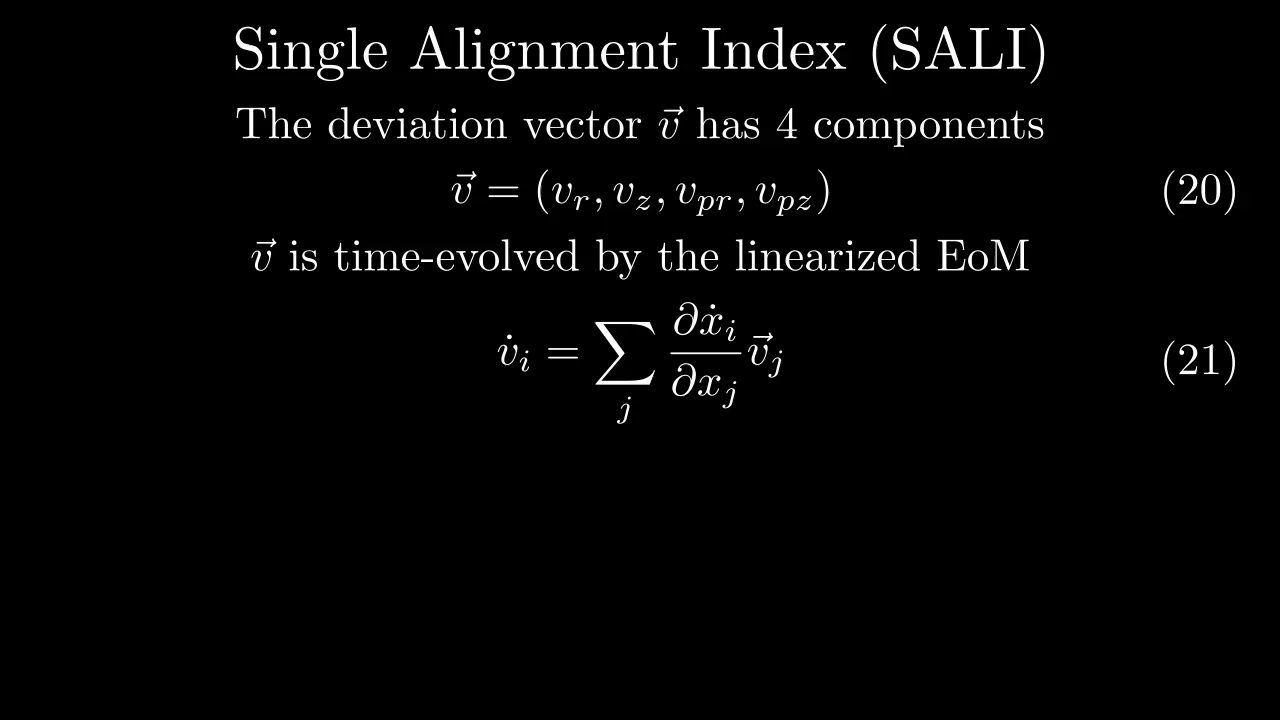 Single Alignment Index (SALI)
The deviation vector $\vec{v}$ has 4 components
$\vec{v} = (v_r, v_z, v_{pr}, v_{pz})$ (20)
$\vec{v}$ is time-evolved by the linearized EoM
$\dot{v}_i = \sum_j \frac{\partial \dot{x}_i}{\partial x_j} \vec{v}_j$ (21)